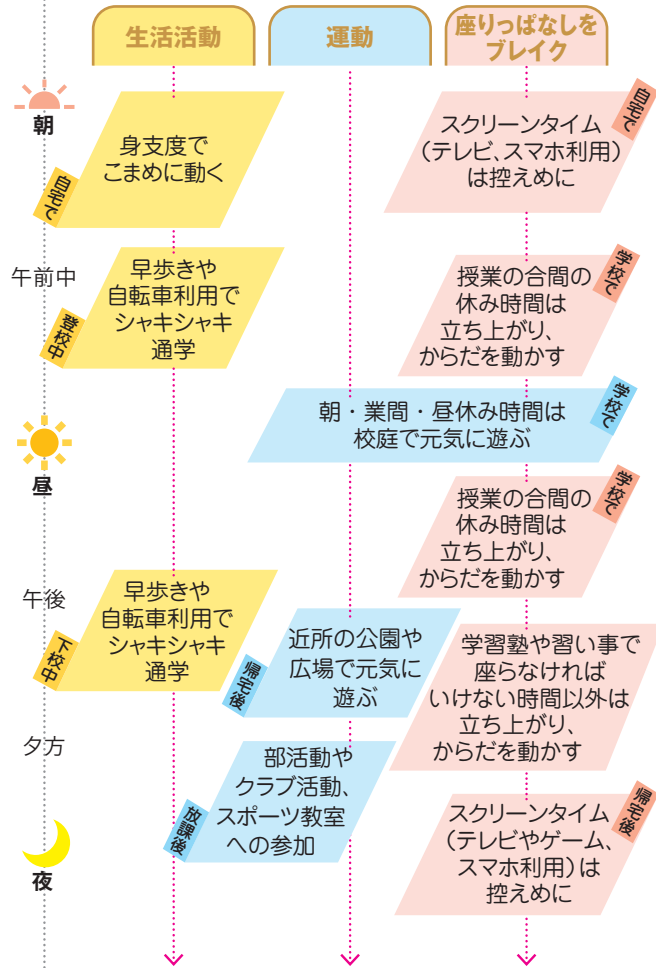 生活活動
運動
座りっぱなしを
ブレイク
朝
身支度で
こまめに動く
自宅で
スクリーンタイム
（テレビ、スマホ利用）
は控えめに
自宅で
午前中
早歩きや
自転車利用で
シャキシャキ
通学
登校中
授業の合間の
休み時間は
立ち上がり、
からだを動かす
学校で
朝・業間・昼休み時間は
校庭で元気に遊ぶ
学校で
昼
授業の合間の
休み時間は
立ち上がり、
からだを動かす
学校で
午後
早歩きや
自転車利用で
シャキシャキ
通学
下校中
近所の公園や
広場で元気に
遊ぶ
帰宅後
学習塾や習い事で
座らなければ
いけない時間以外は
立ち上がり、
からだを動かす
夕方
部活動や
クラブ活動、
スポーツ教室
への参加
放課後
スクリーンタイム
（テレビやゲーム、
スマホ利用）は
控えめに
帰宅後
夜